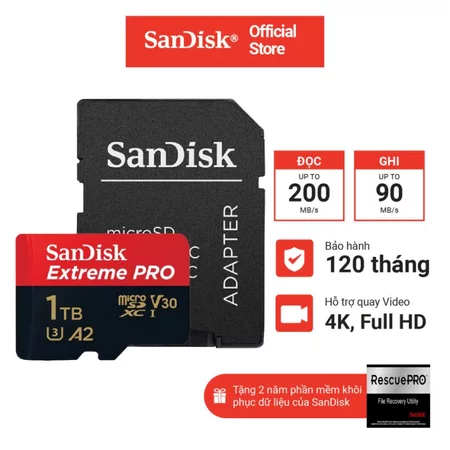 SanDisk®
Official
Store
SanDisk
microSD
ADAPTER
SanDisk
Extreme PRO
1TB
micro
SD
XC I
V30
U3 A2
ĐỌC
UP TO
200
MB/s
GHI
UP TO
90
MB/s
Bảo hành
120 tháng
Hỗ trợ quay Video
4K, Full HD
Tặng 2 năm phần mềm khôi
phục dữ liệu của SanDisk
RescuePRO®
File Recovery Utility
SanDisk